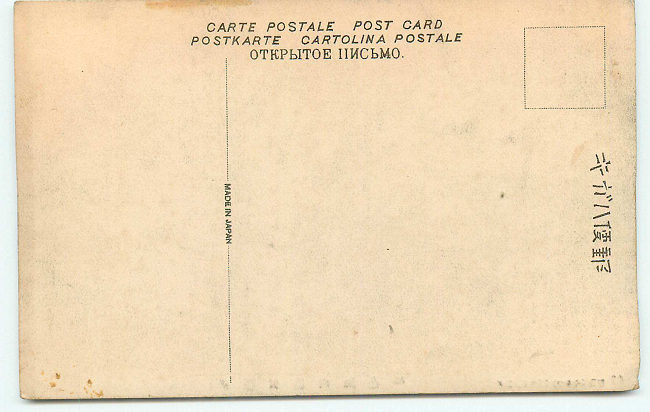 CARTE POSTALE POST CARD
POSTKARTE CARTOLINA POSTALE
ОТКРЫТОЕ ПИСЬМО.
MADE IN JAPAN
郵便ハガキ